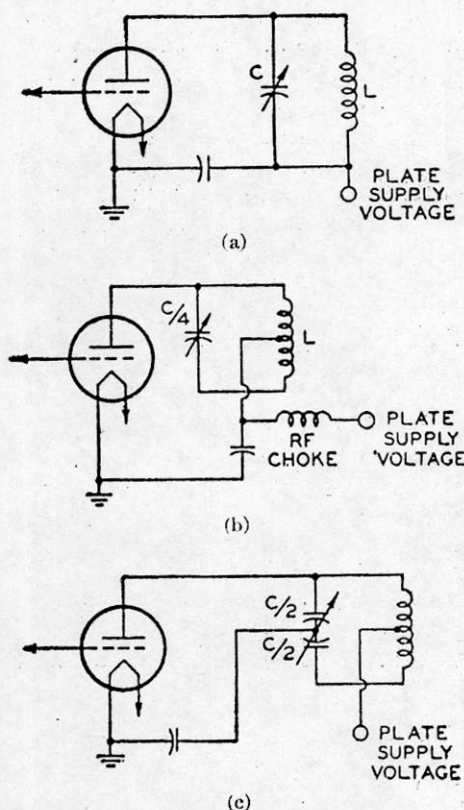 C
L
PLATE
SUPPLY
VOLTAGE
(a)
C/4
L
RF
CHOKE
PLATE
SUPPLY
VOLTAGE
(b)
C/2
C/2
PLATE
SUPPLY
VOLTAGE
(c)